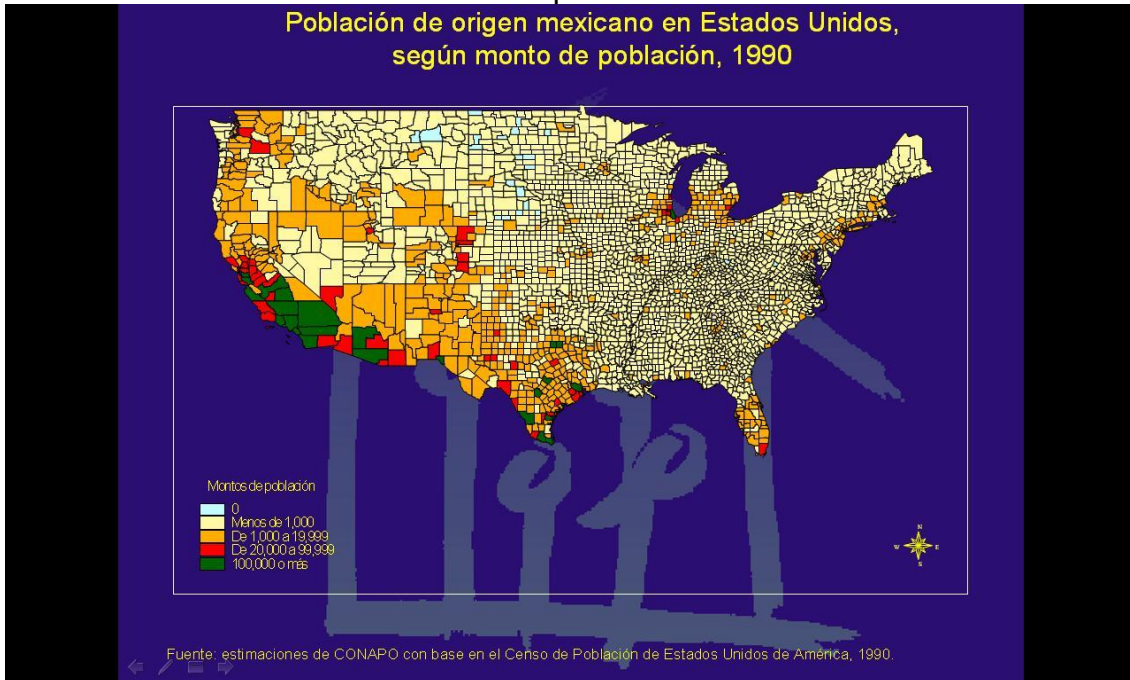 Población de origen mexicano en Estados Unidos,
según monto de población, 1990
Montos de población
0
Menos de 1,000
De 1,000 a 19,999
De 20,000 a 99,999
100,000 o más
N
W
E
S
Fuente: estimaciones de CONAPO con base en el Censo de Población de Estados Unidos de América, 1990.